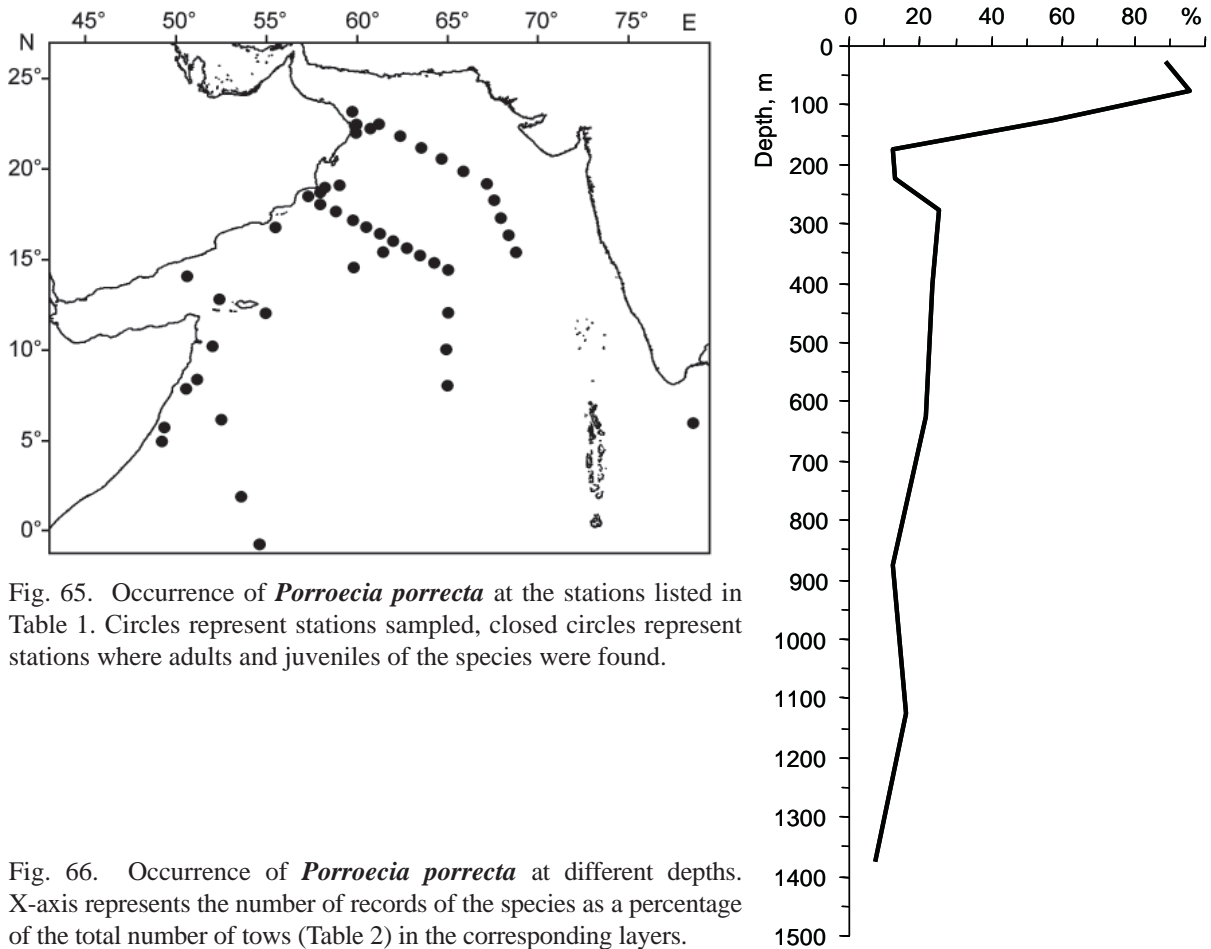 45° 50° 55° 60° 65° 70° 75° E
N
25°
20°
15°
10°
5°
0°
Fig. 65. Occurrence of Porroecia porrecta at the stations listed in
Table 1. Circles represent stations sampled, closed circles represent
stations where adults and juveniles of the species were found.
Fig. 66. Occurrence of Porroecia porrecta at different depths.
X-axis represents the number of records of the species as a percentage
of the total number of tows (Table 2) in the corresponding layers.
0 20 40 60 80 %
Depth, m
0
100
200
300
400
500
600
700
800
900
1000
1100
1200
1300
1400
1500